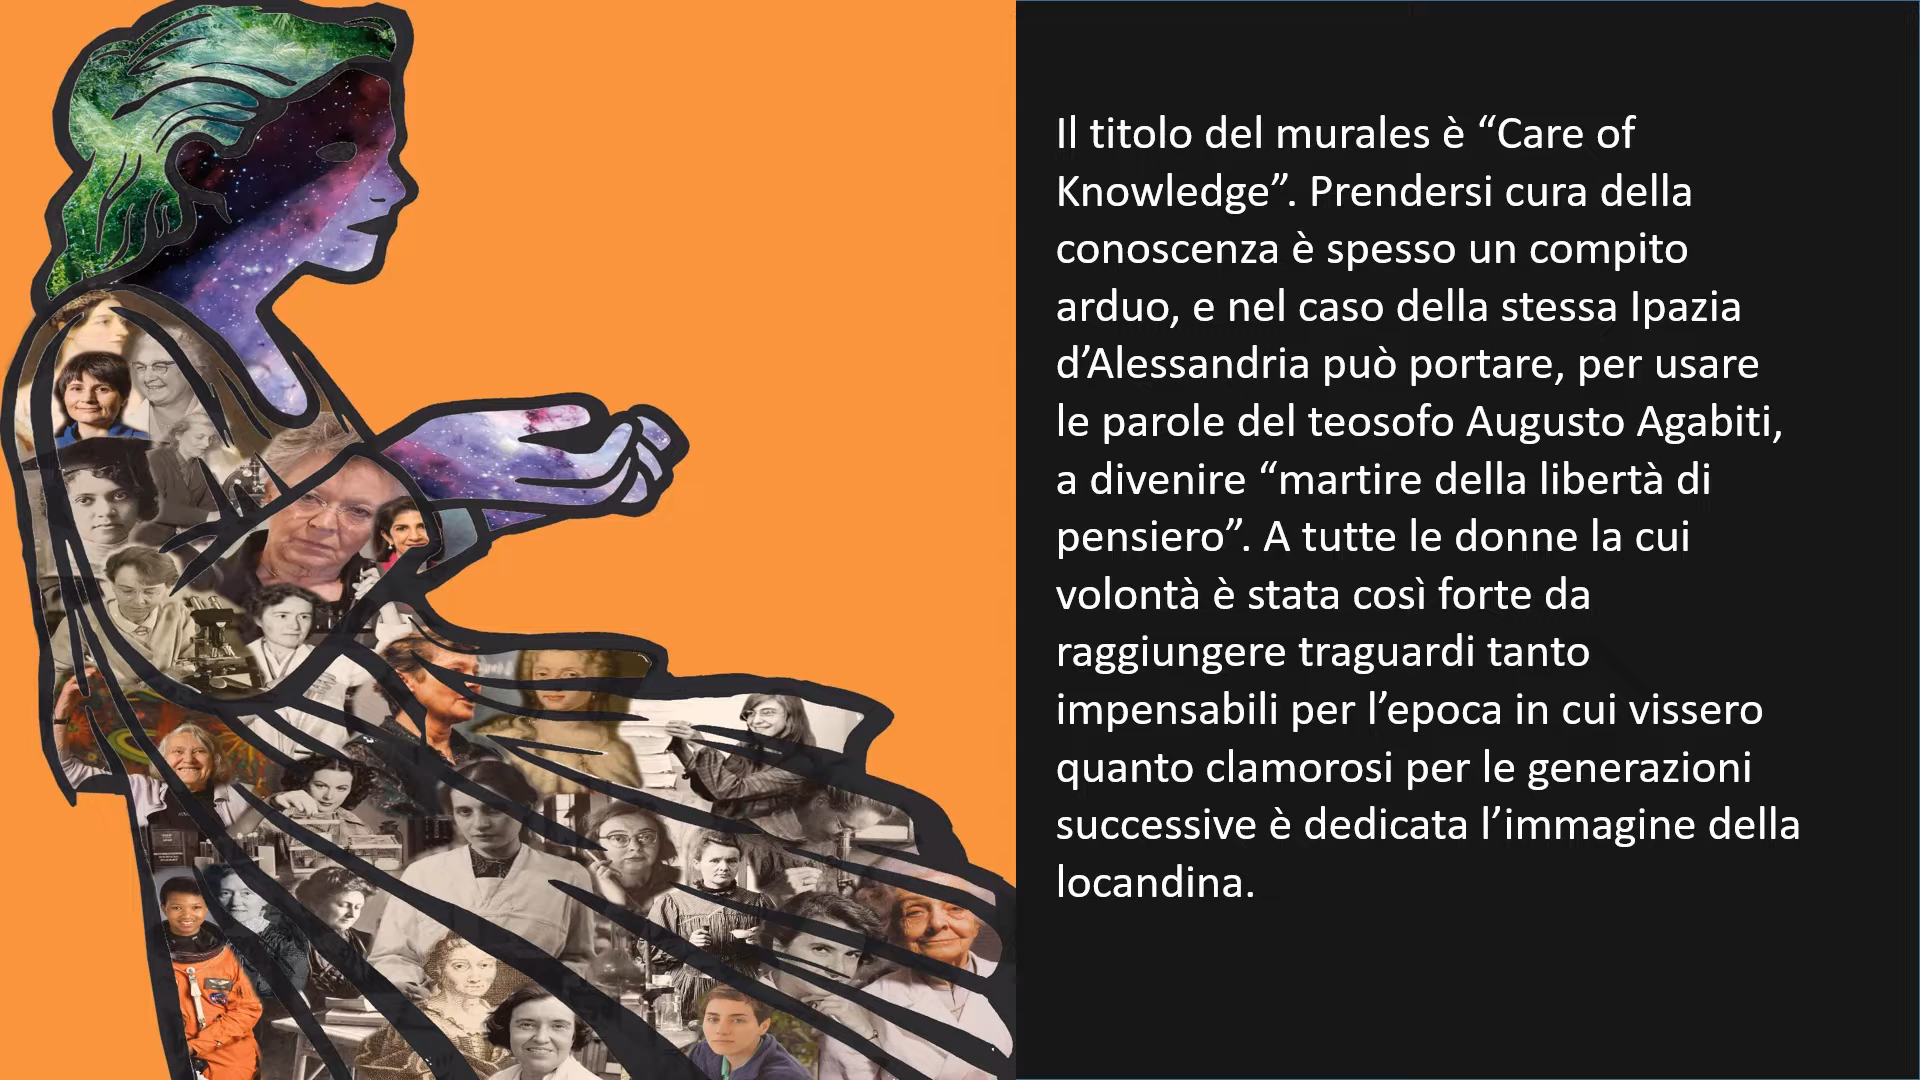 Il titolo del murales è “Care of
Knowledge”. Prendersi cura della
conoscenza è spesso un compito
arduo, e nel caso della stessa Ipazia
d’Alessandria può portare, per usare
le parole del teosofo Augusto Agabiti,
a divenire “martire della libertà di
pensiero”. A tutte le donne la cui
volontà è stata così forte da
raggiungere traguardi tanto
impensabili per l’epoca in cui vissero
quanto clamorosi per le generazioni
successive è dedicata l’immagine della
locandina.